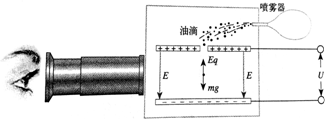 喷雾器
油滴
+ + + + + + + +
Eq
E
E
U
mg
- - - - - - - - - -